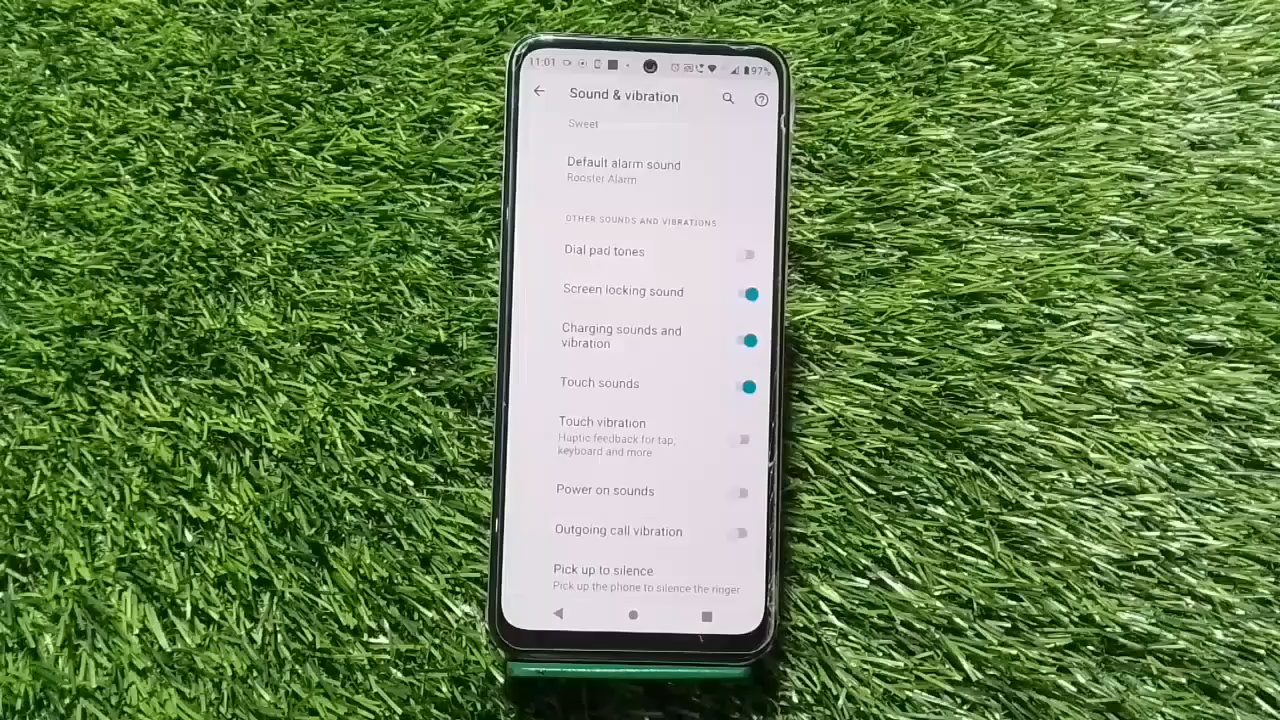 11:01
97%
Sound & vibration
Sweet
Default alarm sound
Rooster Alarm
OTHER SOUNDS AND VIBRATIONS
Dial pad tones
Screen locking sound
Charging sounds and
vibration
Touch sounds
Touch vibration
Haptic feedback for tap,
keyboard and more
Power on sounds
Outgoing call vibration
Pick up to silence
Pick up the phone to silence the ringer